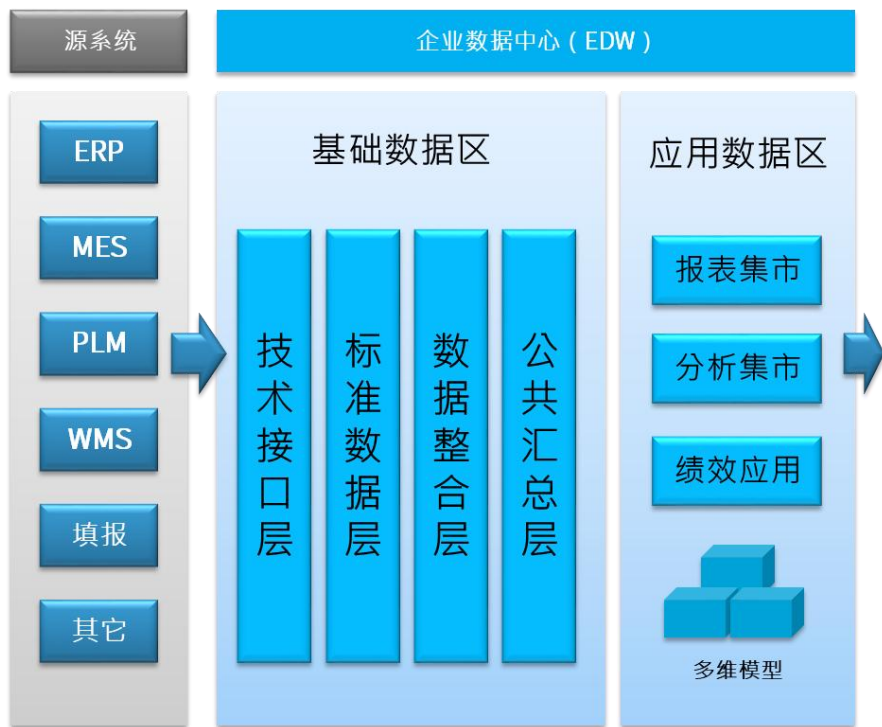 源系统
企业数据中心（EDW）
ERP
MES
PLM
WMS
填报
其它
基础数据区
技术接口层
标准数据层
数据整合层
公共汇总层
应用数据区
报表集市
分析集市
绩效应用
多维模型